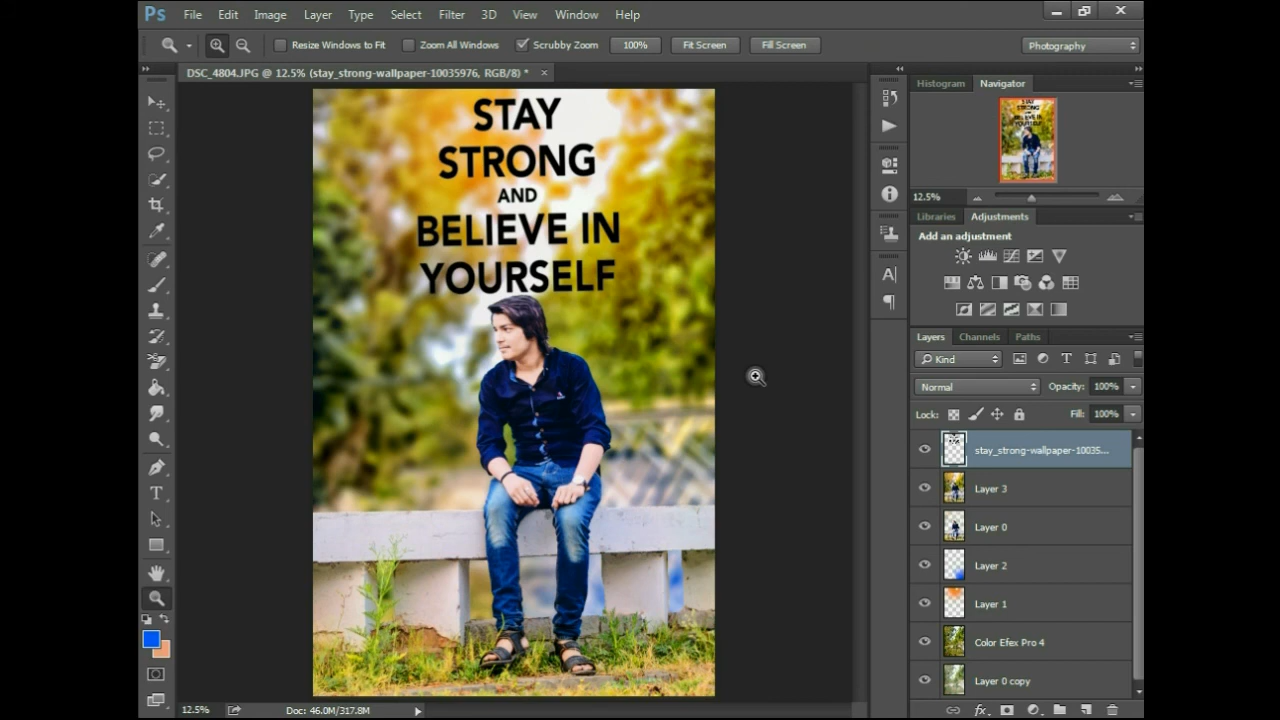 Ps File Edit Image Layer Type Select Filter 3D View Window Help
Resize Windows to Fit Zoom All Windows Scrubby Zoom 100% Fit Screen Fill Screen Photography
DSC_4804.JPG @ 12.5% (stay_strong-wallpaper-10035976, RGB/8) * ×
Histogram Navigator
STAY
STRONG
AND
BELIEVE IN
YOURSELF
12.5%
Libraries Adjustments
Add an adjustment
Layers Channels Paths
Kind
Normal Opacity: 100%
Lock: Fill: 100%
stay_strong-wallpaper-10035...
Layer 3
Layer 0
Layer 2
Layer 1
Color Efex Pro 4
Layer 0 copy
12.5% Doc: 46.0M/317.8M